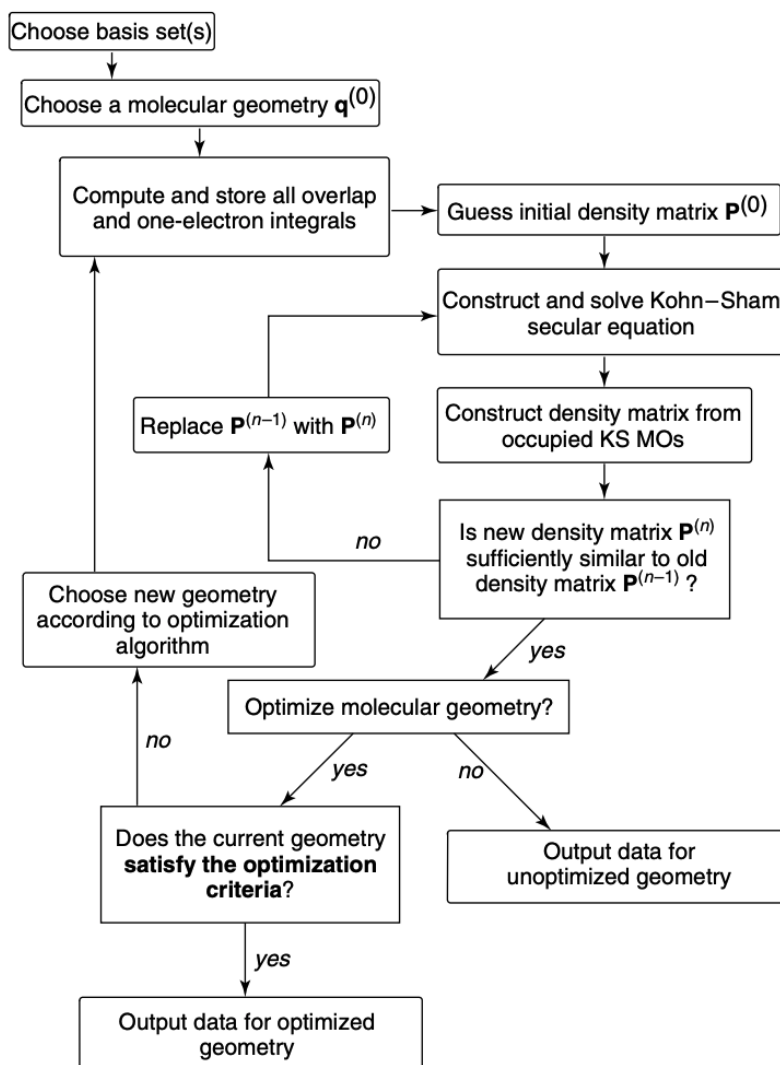 Choose basis set(s)
Choose a molecular geometry q(0)
Compute and store all overlap
and one-electron integrals
Guess initial density matrix P(0)
Construct and solve Kohn–Sham
secular equation
Replace P(n–1) with P(n)
Construct density matrix from
occupied KS MOs
no
Is new density matrix P(n)
sufficiently similar to old
density matrix P(n–1) ?
Choose new geometry
according to optimization
algorithm
yes
Optimize molecular geometry?
no
yes
no
Does the current geometry
satisfy the optimization
criteria?
Output data for
unoptimized geometry
yes
Output data for optimized
geometry